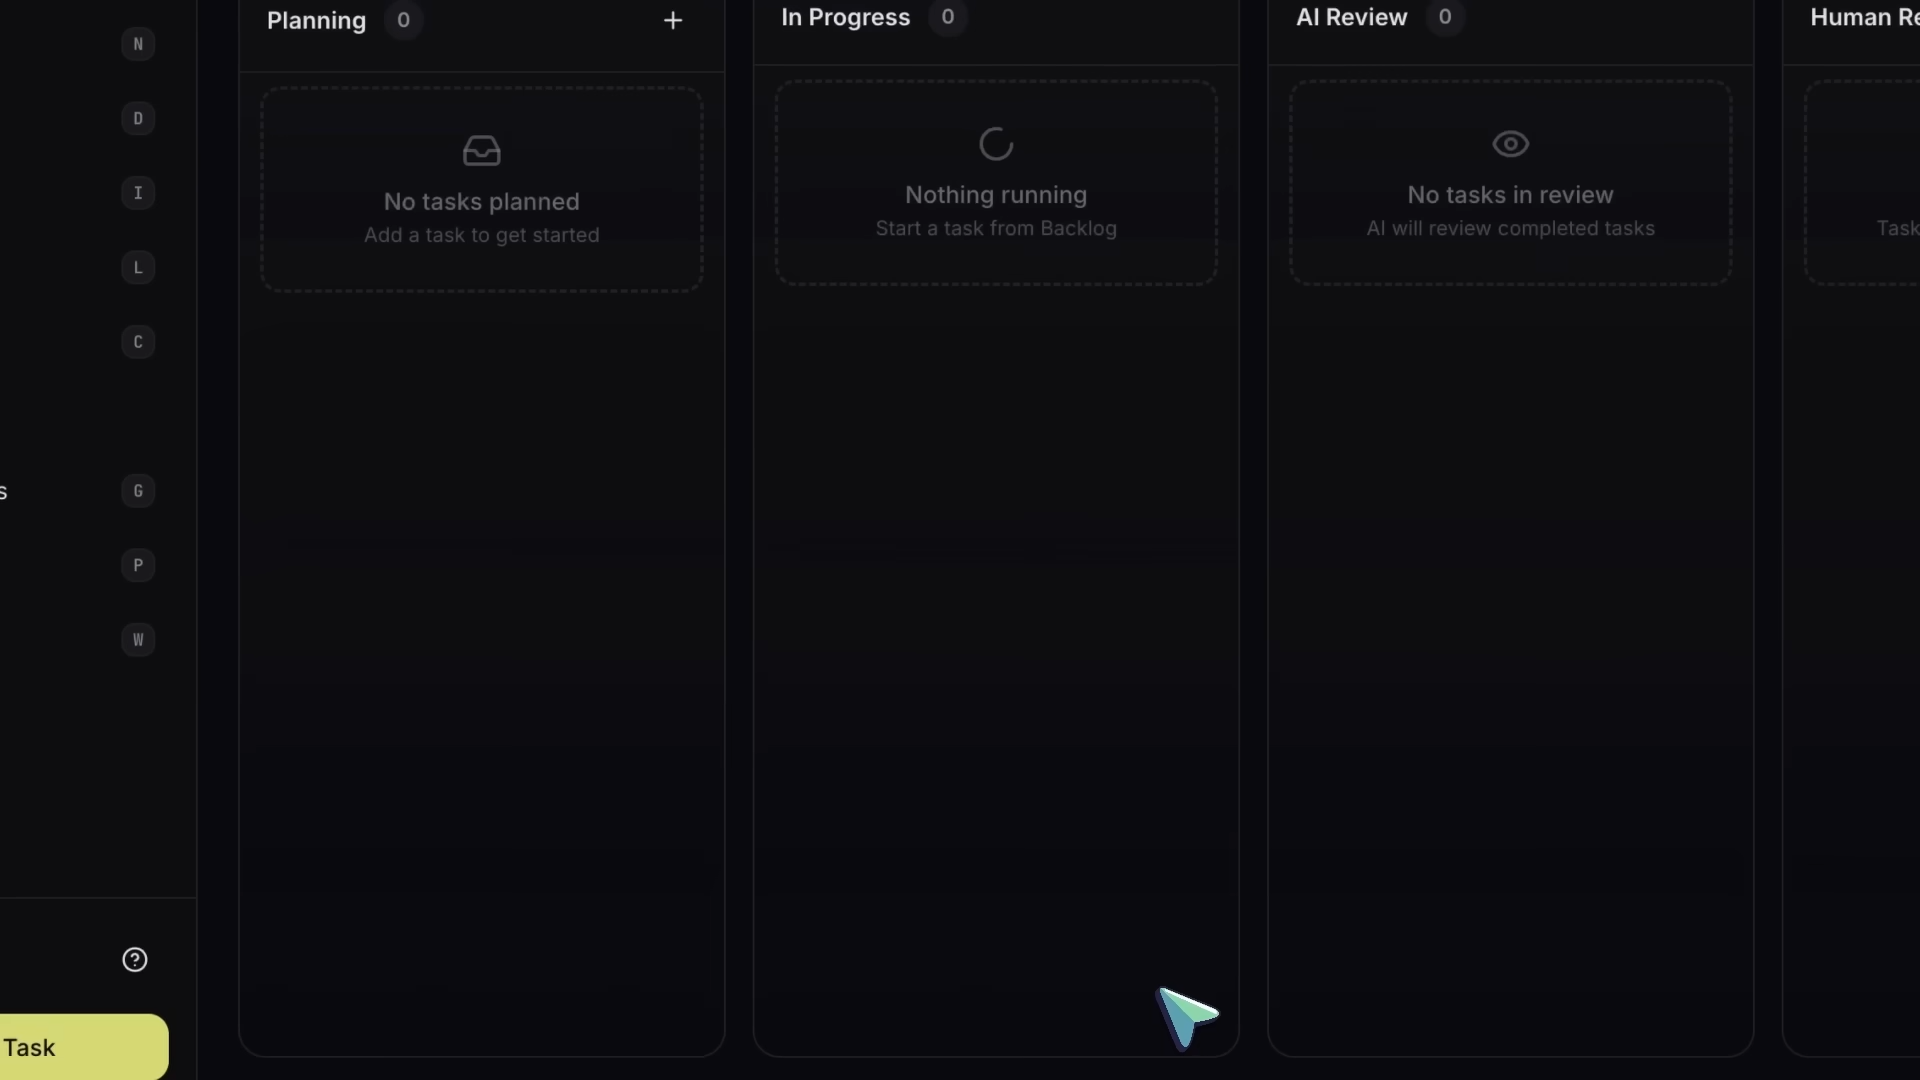 N
D
I
L
C
s
G
P
W
Task
Planning 0
No tasks planned
Add a task to get started
In Progress 0
Nothing running
Start a task from Backlog
AI Review 0
No tasks in review
AI will review completed tasks
Human Re
Task